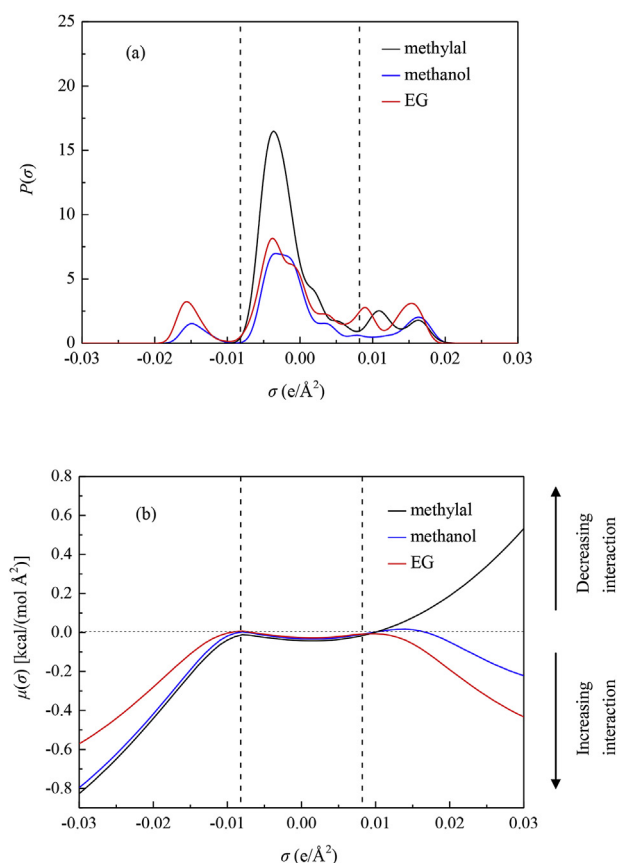 25
(a)
methylal
20
methanol
EG
15
P(σ)
10
5
0
-0.03 -0.02 -0.01 0.00 0.01 0.02 0.03
σ (e/Å²)
0.8
(b)
methylal
0.6
methanol
0.4
EG
0.2
0.0
-0.2
-0.4
-0.6
-0.8
μ(σ) [kcal/(mol Å²)]
-0.03 -0.02 -0.01 0.00 0.01 0.02 0.03
σ (e/Å²)
Decreasing
interaction
Increasing
interaction